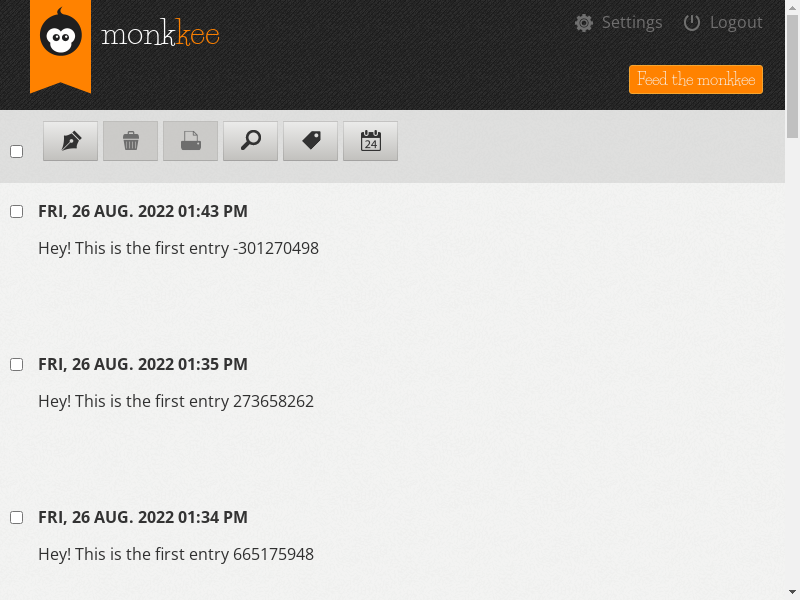 monkkee
Settings
Logout
Feed the monkkee
24
FRI, 26 AUG. 2022 01:43 PM
Hey! This is the first entry -301270498
FRI, 26 AUG. 2022 01:35 PM
Hey! This is the first entry 273658262
FRI, 26 AUG. 2022 01:34 PM
Hey! This is the first entry 665175948